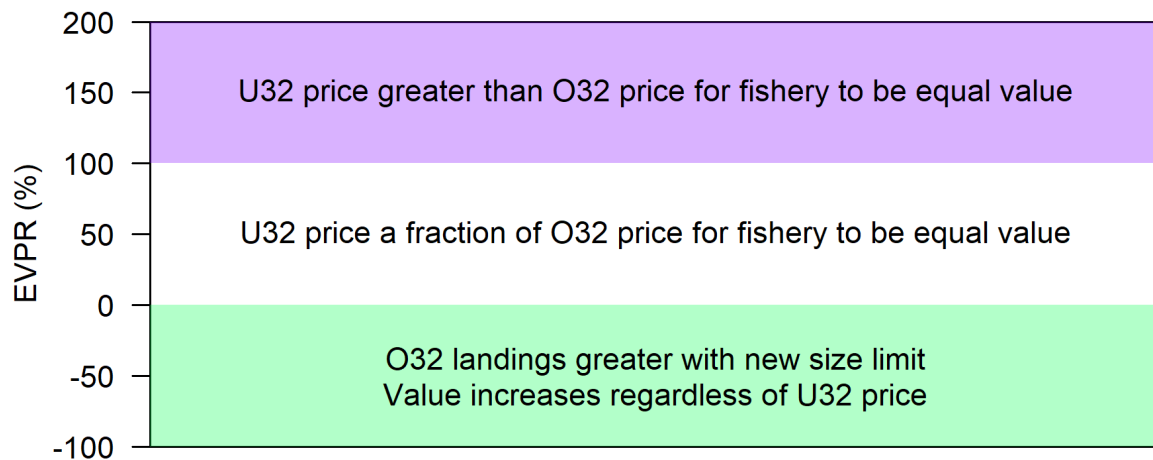 EVPR (%)
200
150
100
50
0
-50
-100
U32 price greater than O32 price for fishery to be equal value
U32 price a fraction of O32 price for fishery to be equal value
O32 landings greater with new size limit
Value increases regardless of U32 price